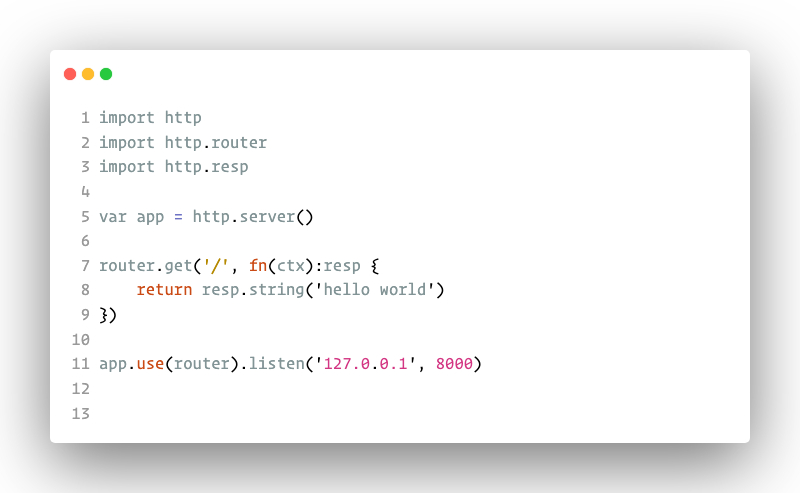 1 import http
2 import http.router
3 import http.resp
4
5 var app = http.server()
6
7 router.get('/', fn(ctx):resp {
8     return resp.string('hello world')
9 })
10
11 app.use(router).listen('127.0.0.1', 8000)
12
13